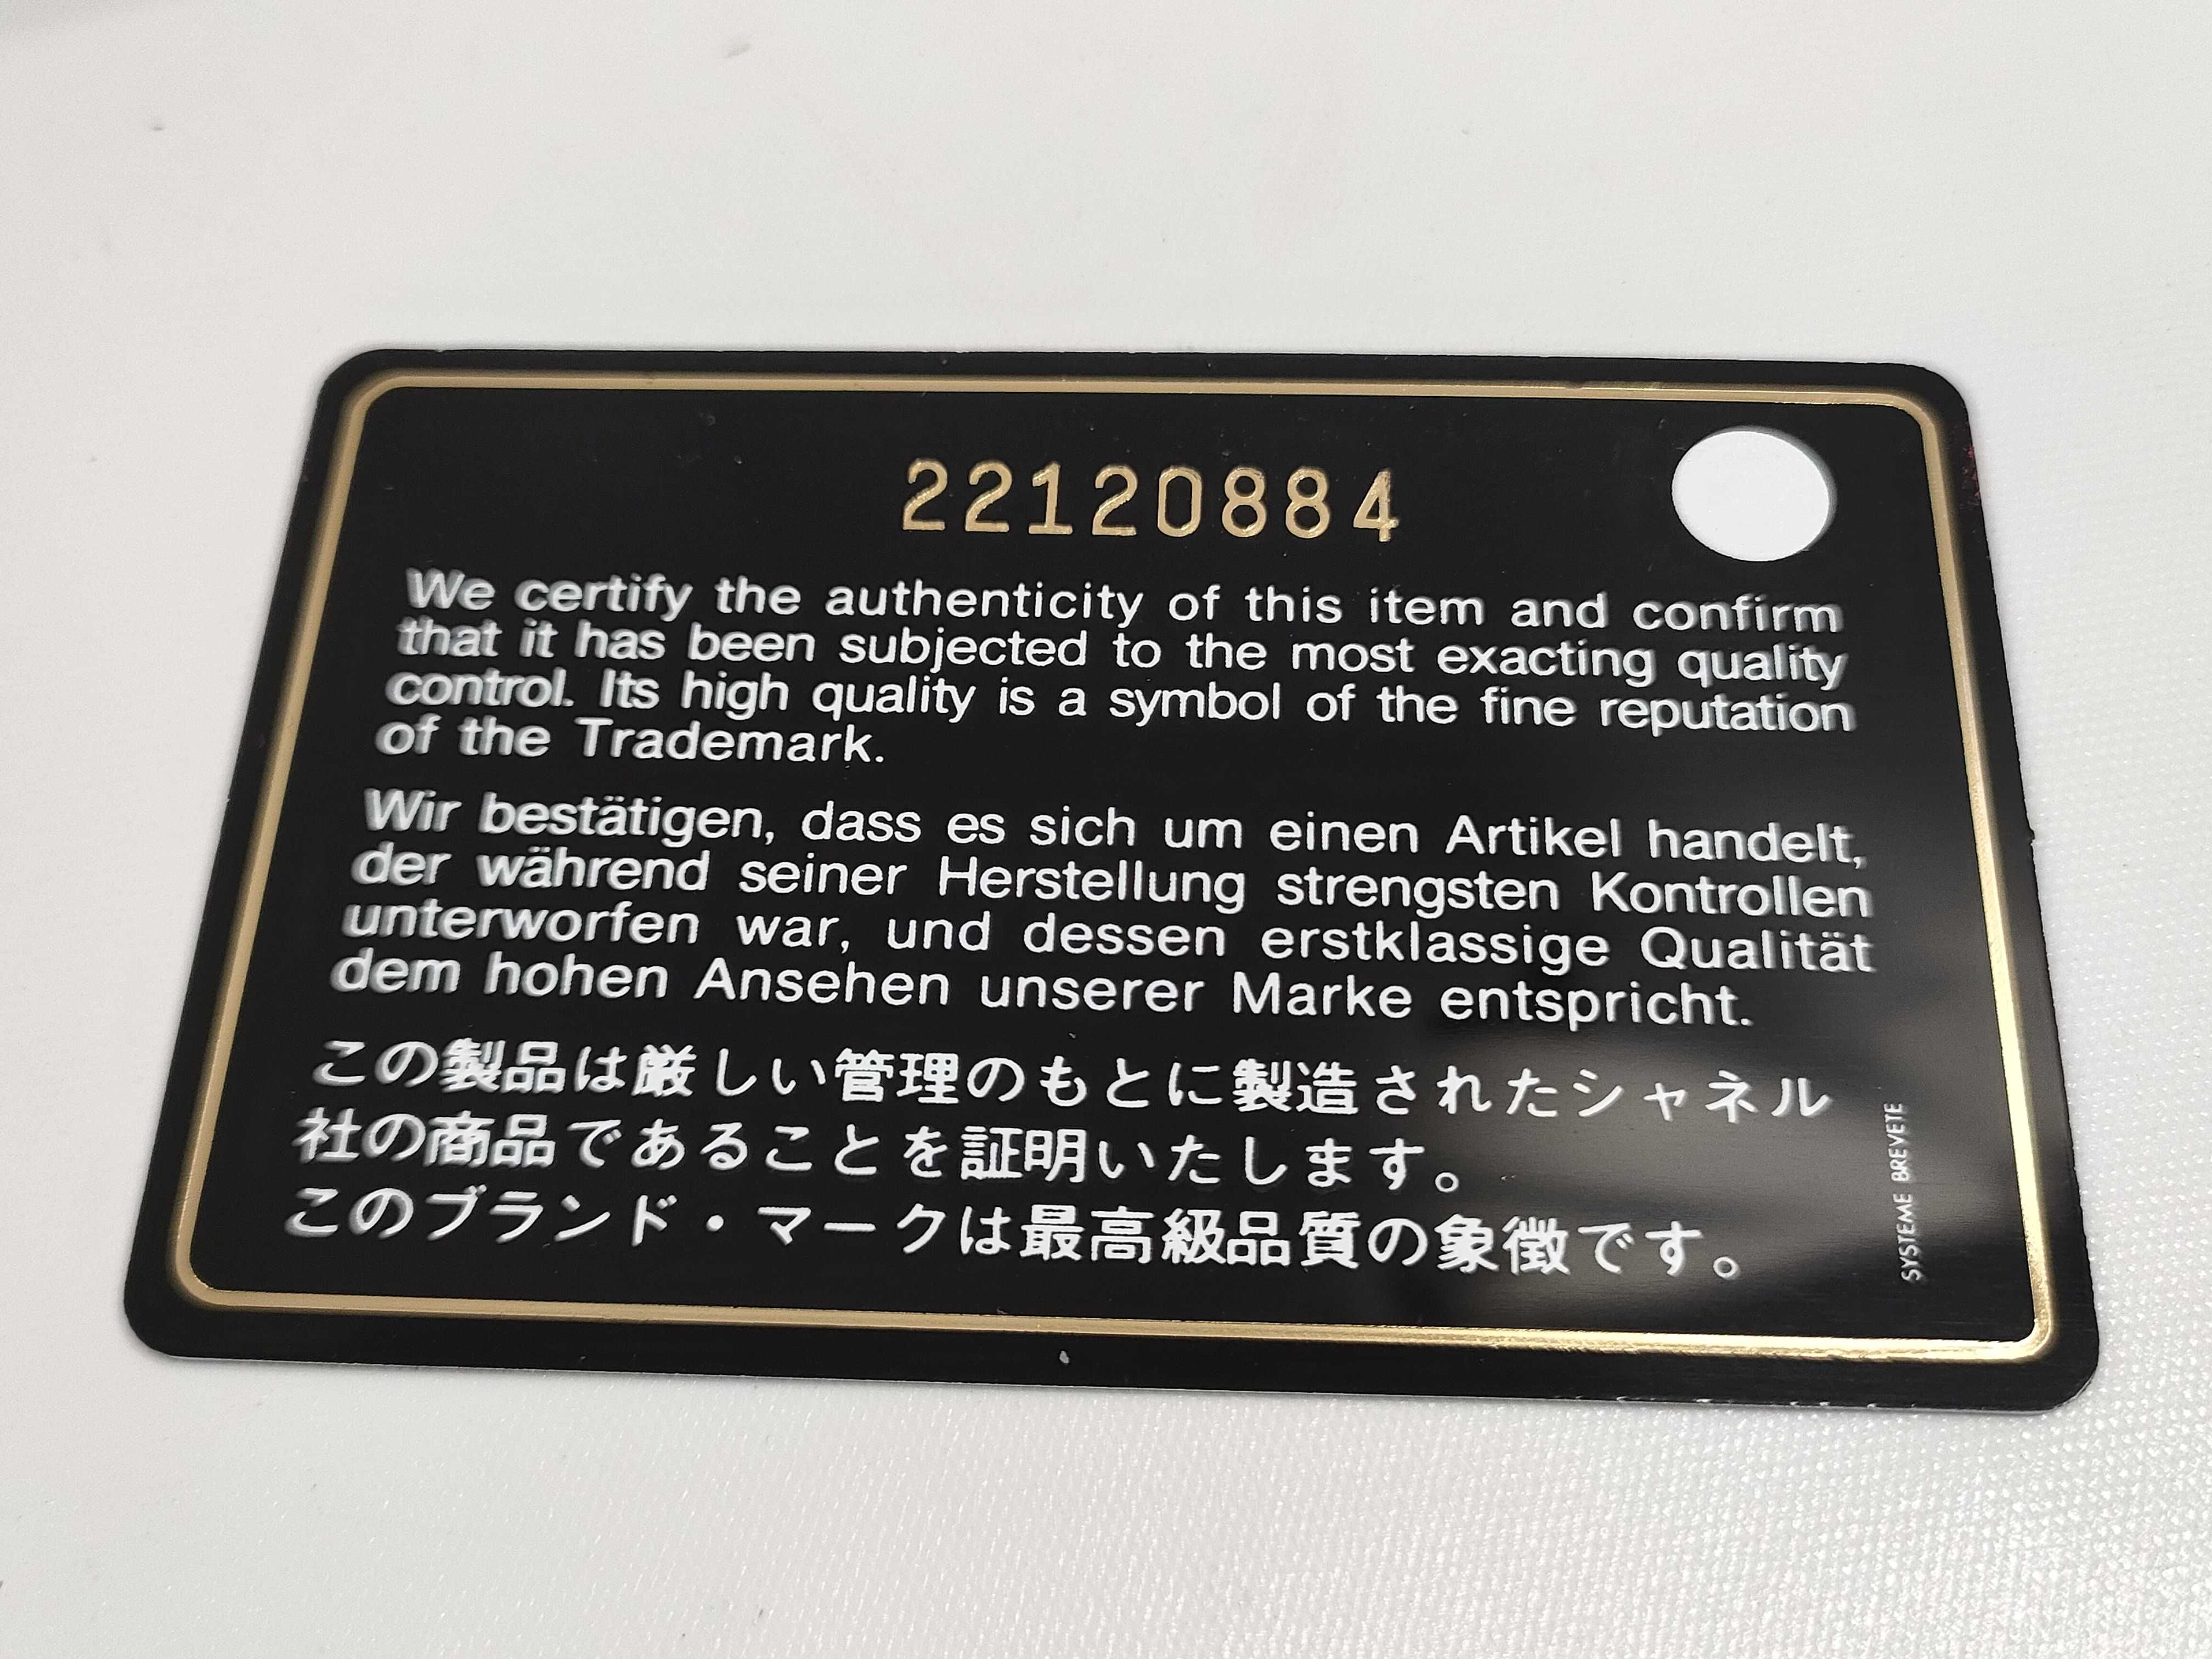 22120884
We certify the authenticity of this item and confirm
that it has been subjected to the most exacting quality
control. Its high quality is a symbol of the fine reputation
of the Trademark.
Wir bestätigen, dass es sich um einen Artikel handelt,
der während seiner Herstellung strengsten Kontrollen
unterworfen war, und dessen erstklassige Qualität
dem hohen Ansehen unserer Marke entspricht.
この製品は厳しい管理のもとに製造されたシャネル
社の商品であることを証明いたします。
このブランド・マークは最高級品質の象徴です。
SYSTEME BREVETE